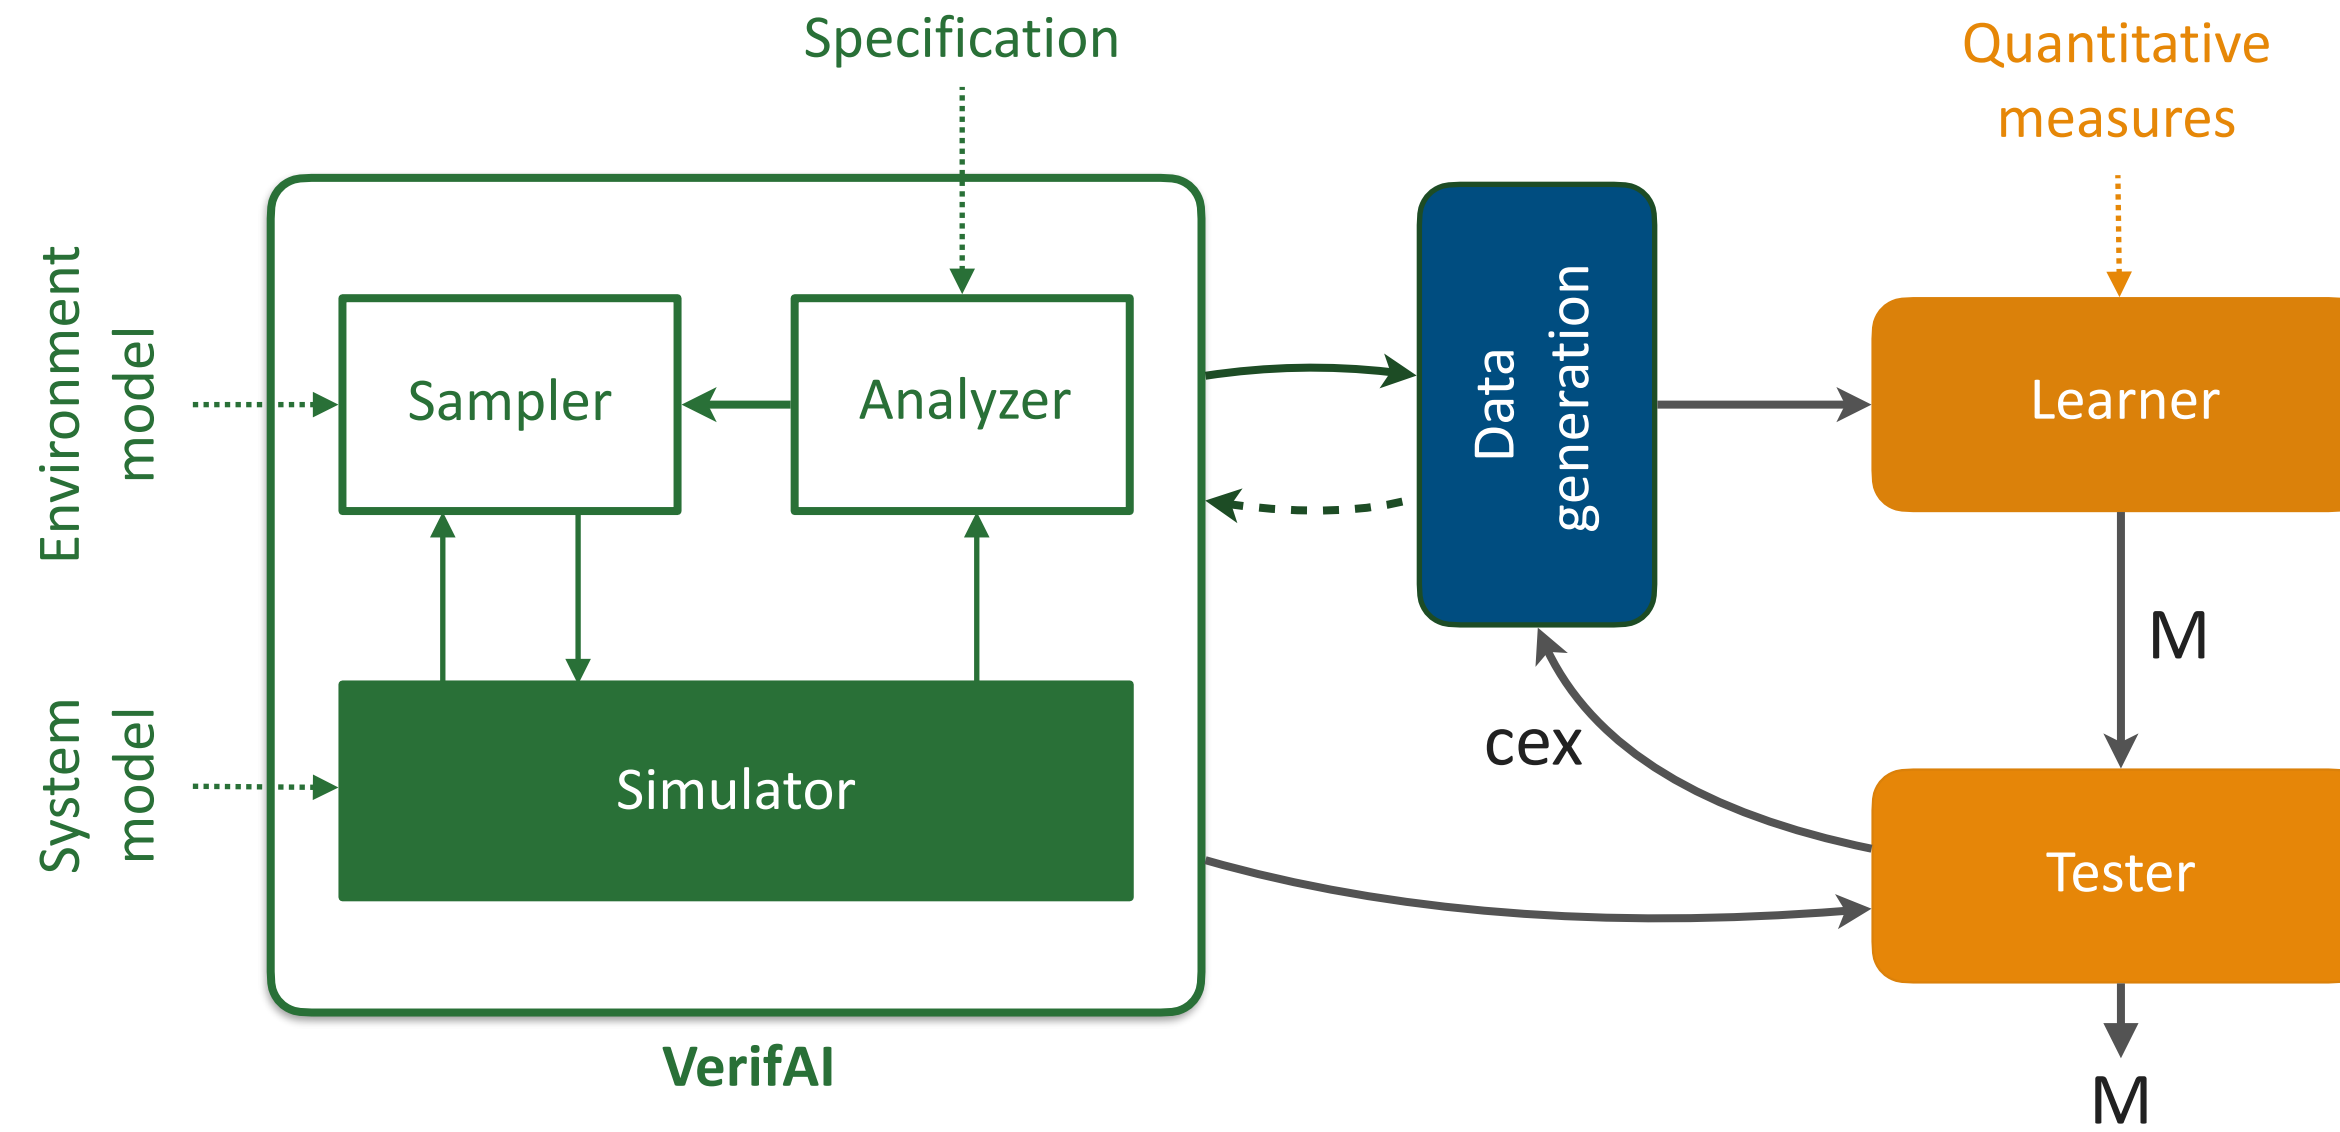 Specification
Quantitative
measures
Environment
model
Sampler
Analyzer
Data
generation
Learner
M
System
model
Simulator
cex
Tester
VerifAI
M